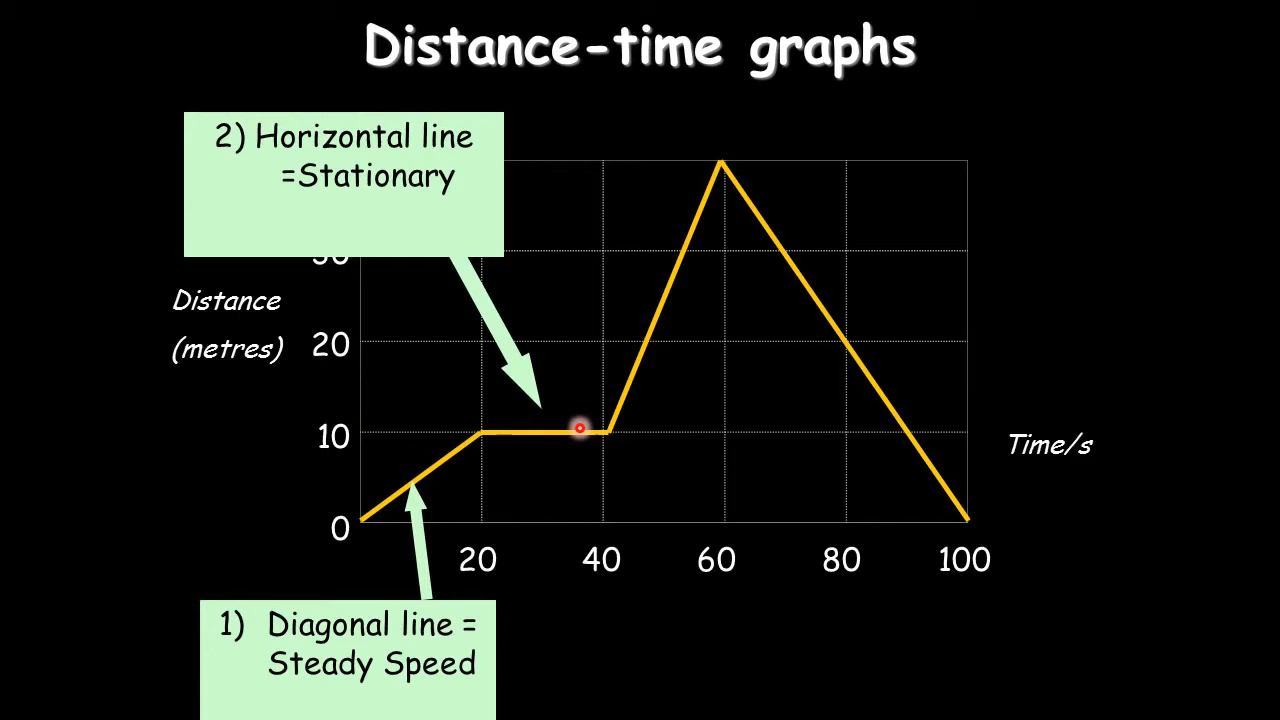 Distance-time graphs
2) Horizontal line
=Stationary
Distance
(metres)
20
10
0
Time/s
20 40 60 80 100
1) Diagonal line =
Steady Speed